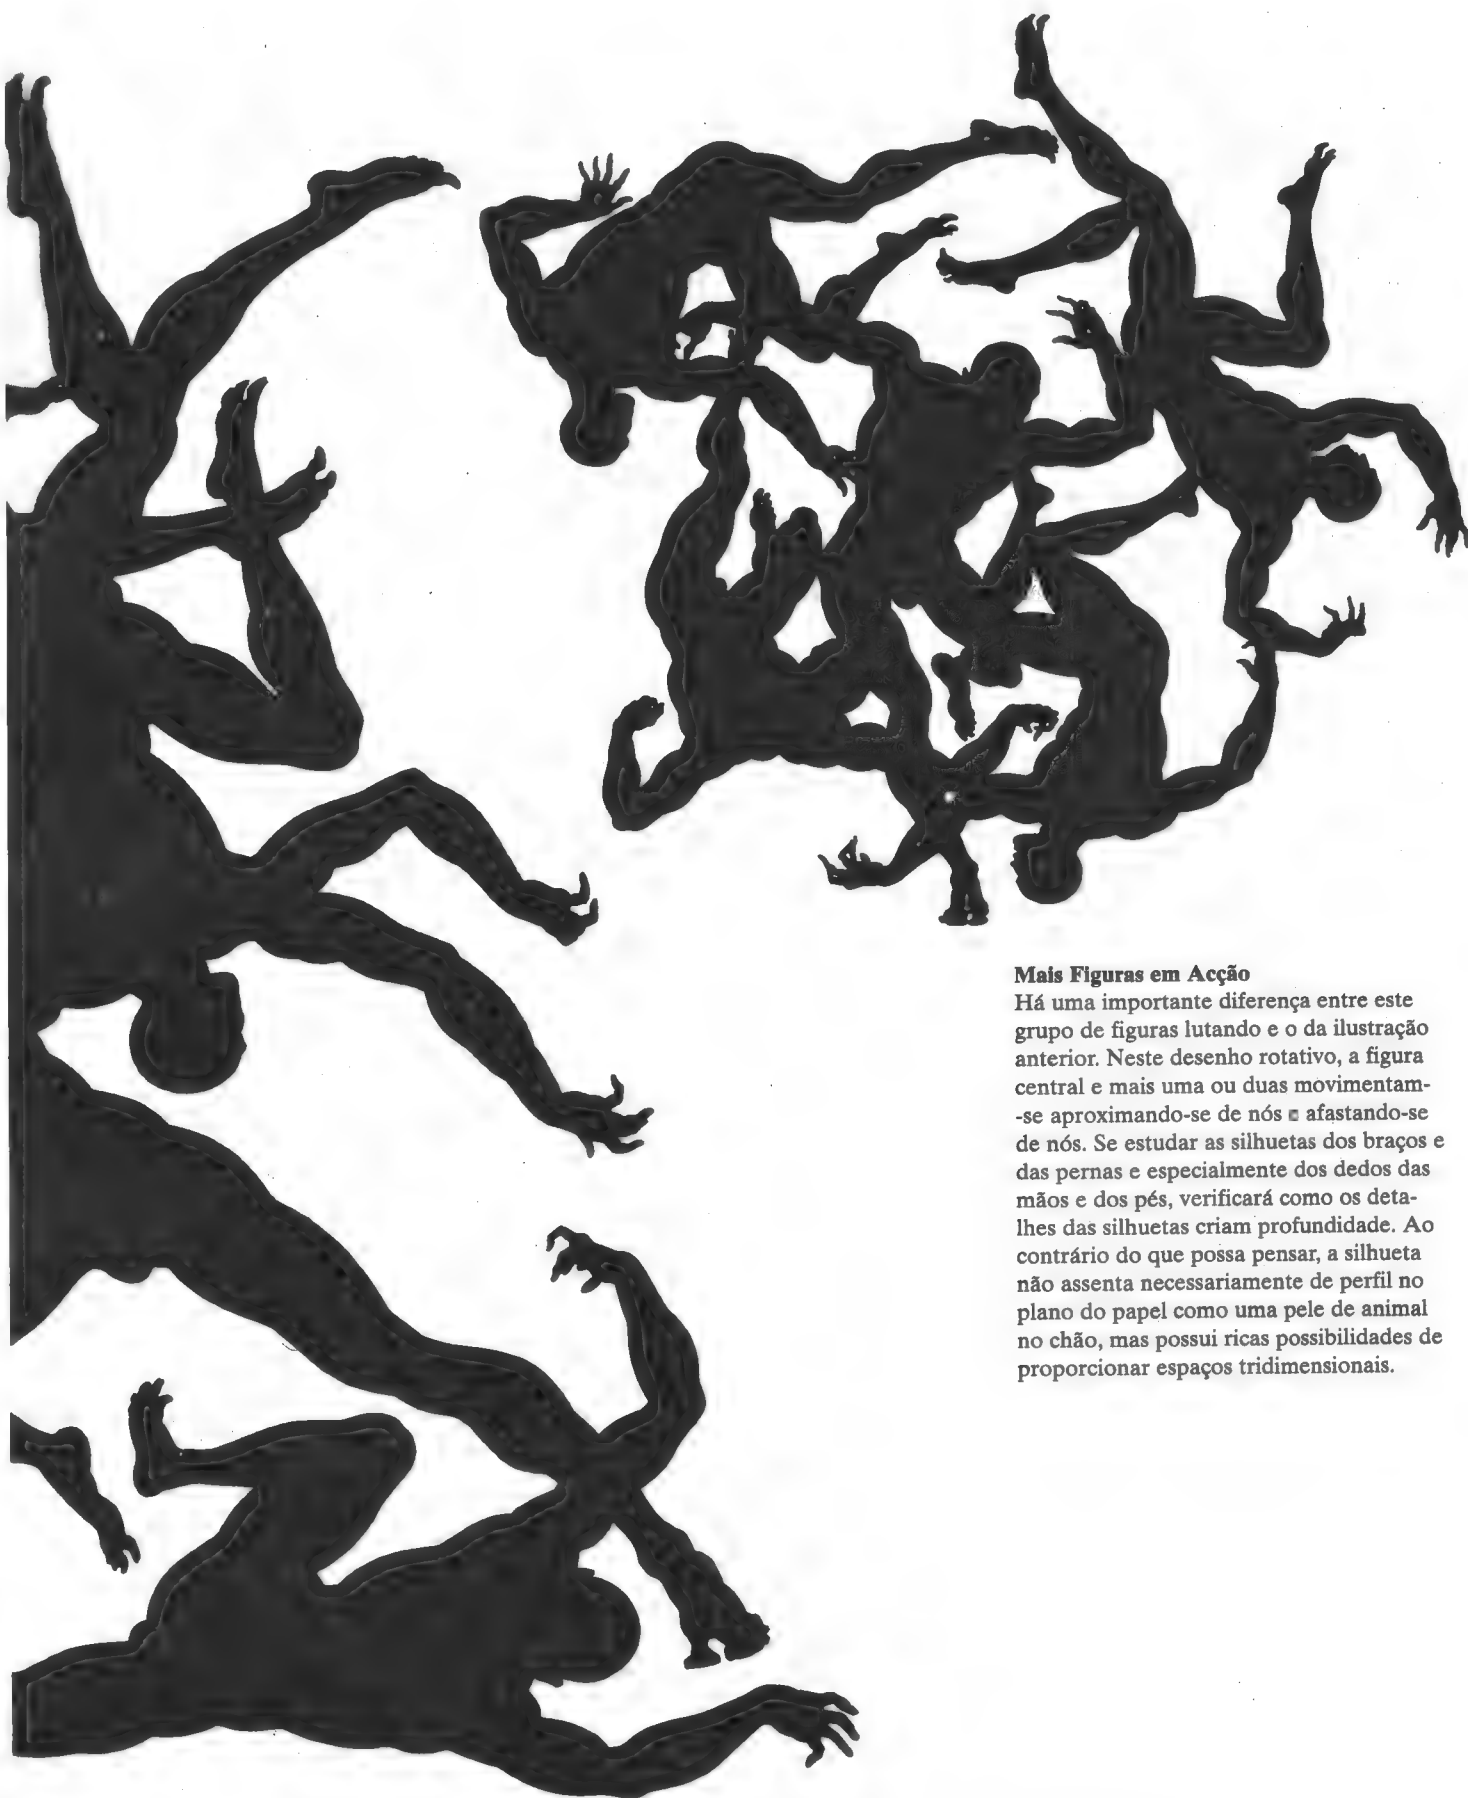 Mais Figuras em Acção
Há uma importante diferença entre este
grupo de figuras lutando e o da ilustração
anterior. Neste desenho rotativo, a figura
central e mais uma ou duas movimentam-
-se aproximando-se de nós e afastando-se
de nós. Se estudar as silhuetas dos braços e
das pernas e especialmente dos dedos das
mãos e dos pés, verificará como os deta-
lhes das silhuetas criam profundidade. Ao
contrário do que possa pensar, a silhueta
não assenta necessariamente de perfil no
plano do papel como uma pele de animal
no chão, mas possui ricas possibilidades de
proporcionar espaços tridimensionais.